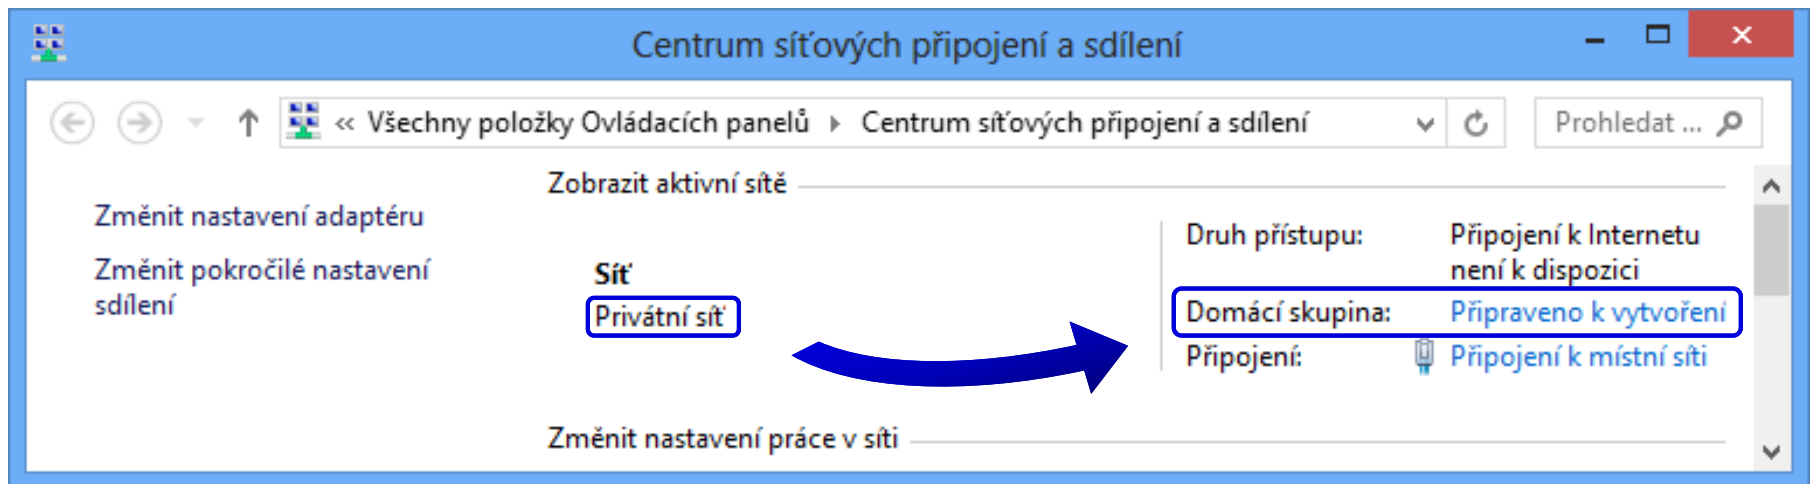 Centrum síťových připojení a sdílení
« Všechny položky Ovládacích panelů Centrum síťových připojení a sdílení
Prohledat ...
Změnit nastavení adaptéru
Změnit pokročilé nastavení
sdílení
Zobrazit aktivní sítě
Síť
Privátní síť
Druh přístupu: Připojení k Internetu
není k dispozici
Domácí skupina: Připraveno k vytvoření
Připojení: Připojení k místní síti
Změnit nastavení práce v síti